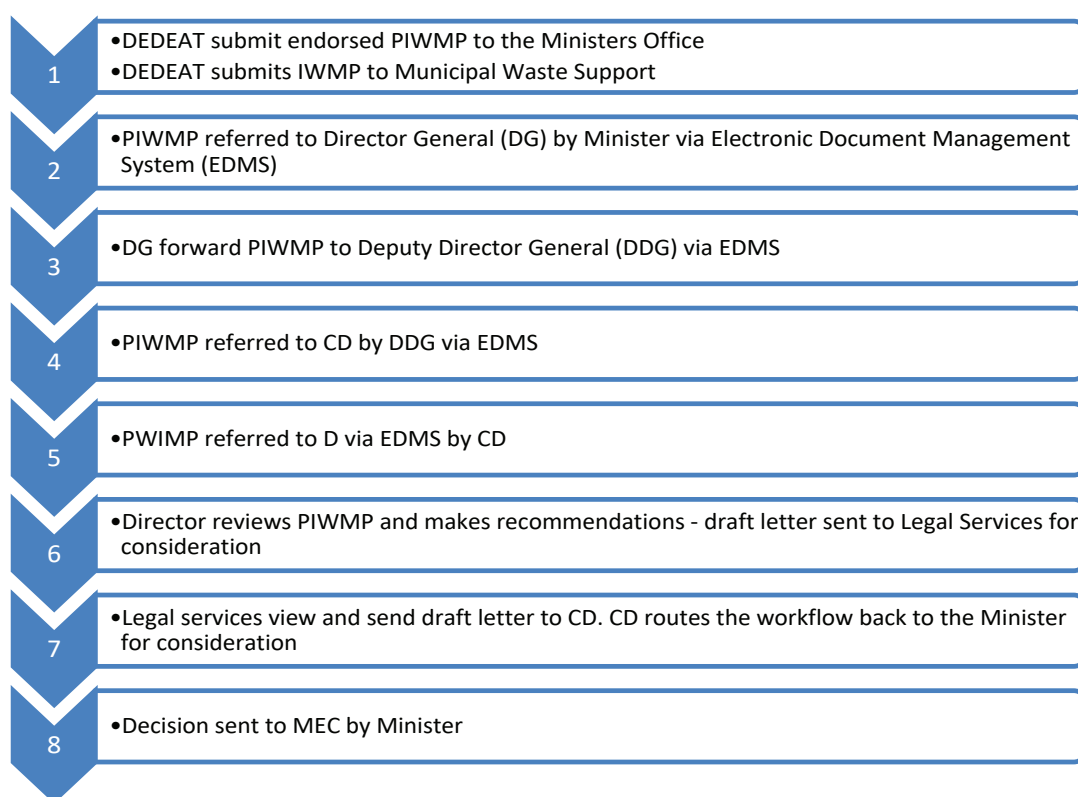 1
•DEDEAT submit endorsed PIWMP to the Ministers Office
•DEDEAT submits IWMP to Municipal Waste Support
2
•PIWMP referred to Director General (DG) by Minister via Electronic Document Management
System (EDMS)
3
•DG forward PIWMP to Deputy Director General (DDG) via EDMS
4
•PIWMP referred to CD by DDG via EDMS
5
•PWIMP referred to D via EDMS by CD
6
•Director reviews PIWMP and makes recommendations - draft letter sent to Legal Services for
consideration
7
•Legal services view and send draft letter to CD. CD routes the workflow back to the Minister
for consideration
8
•Decision sent to MEC by Minister